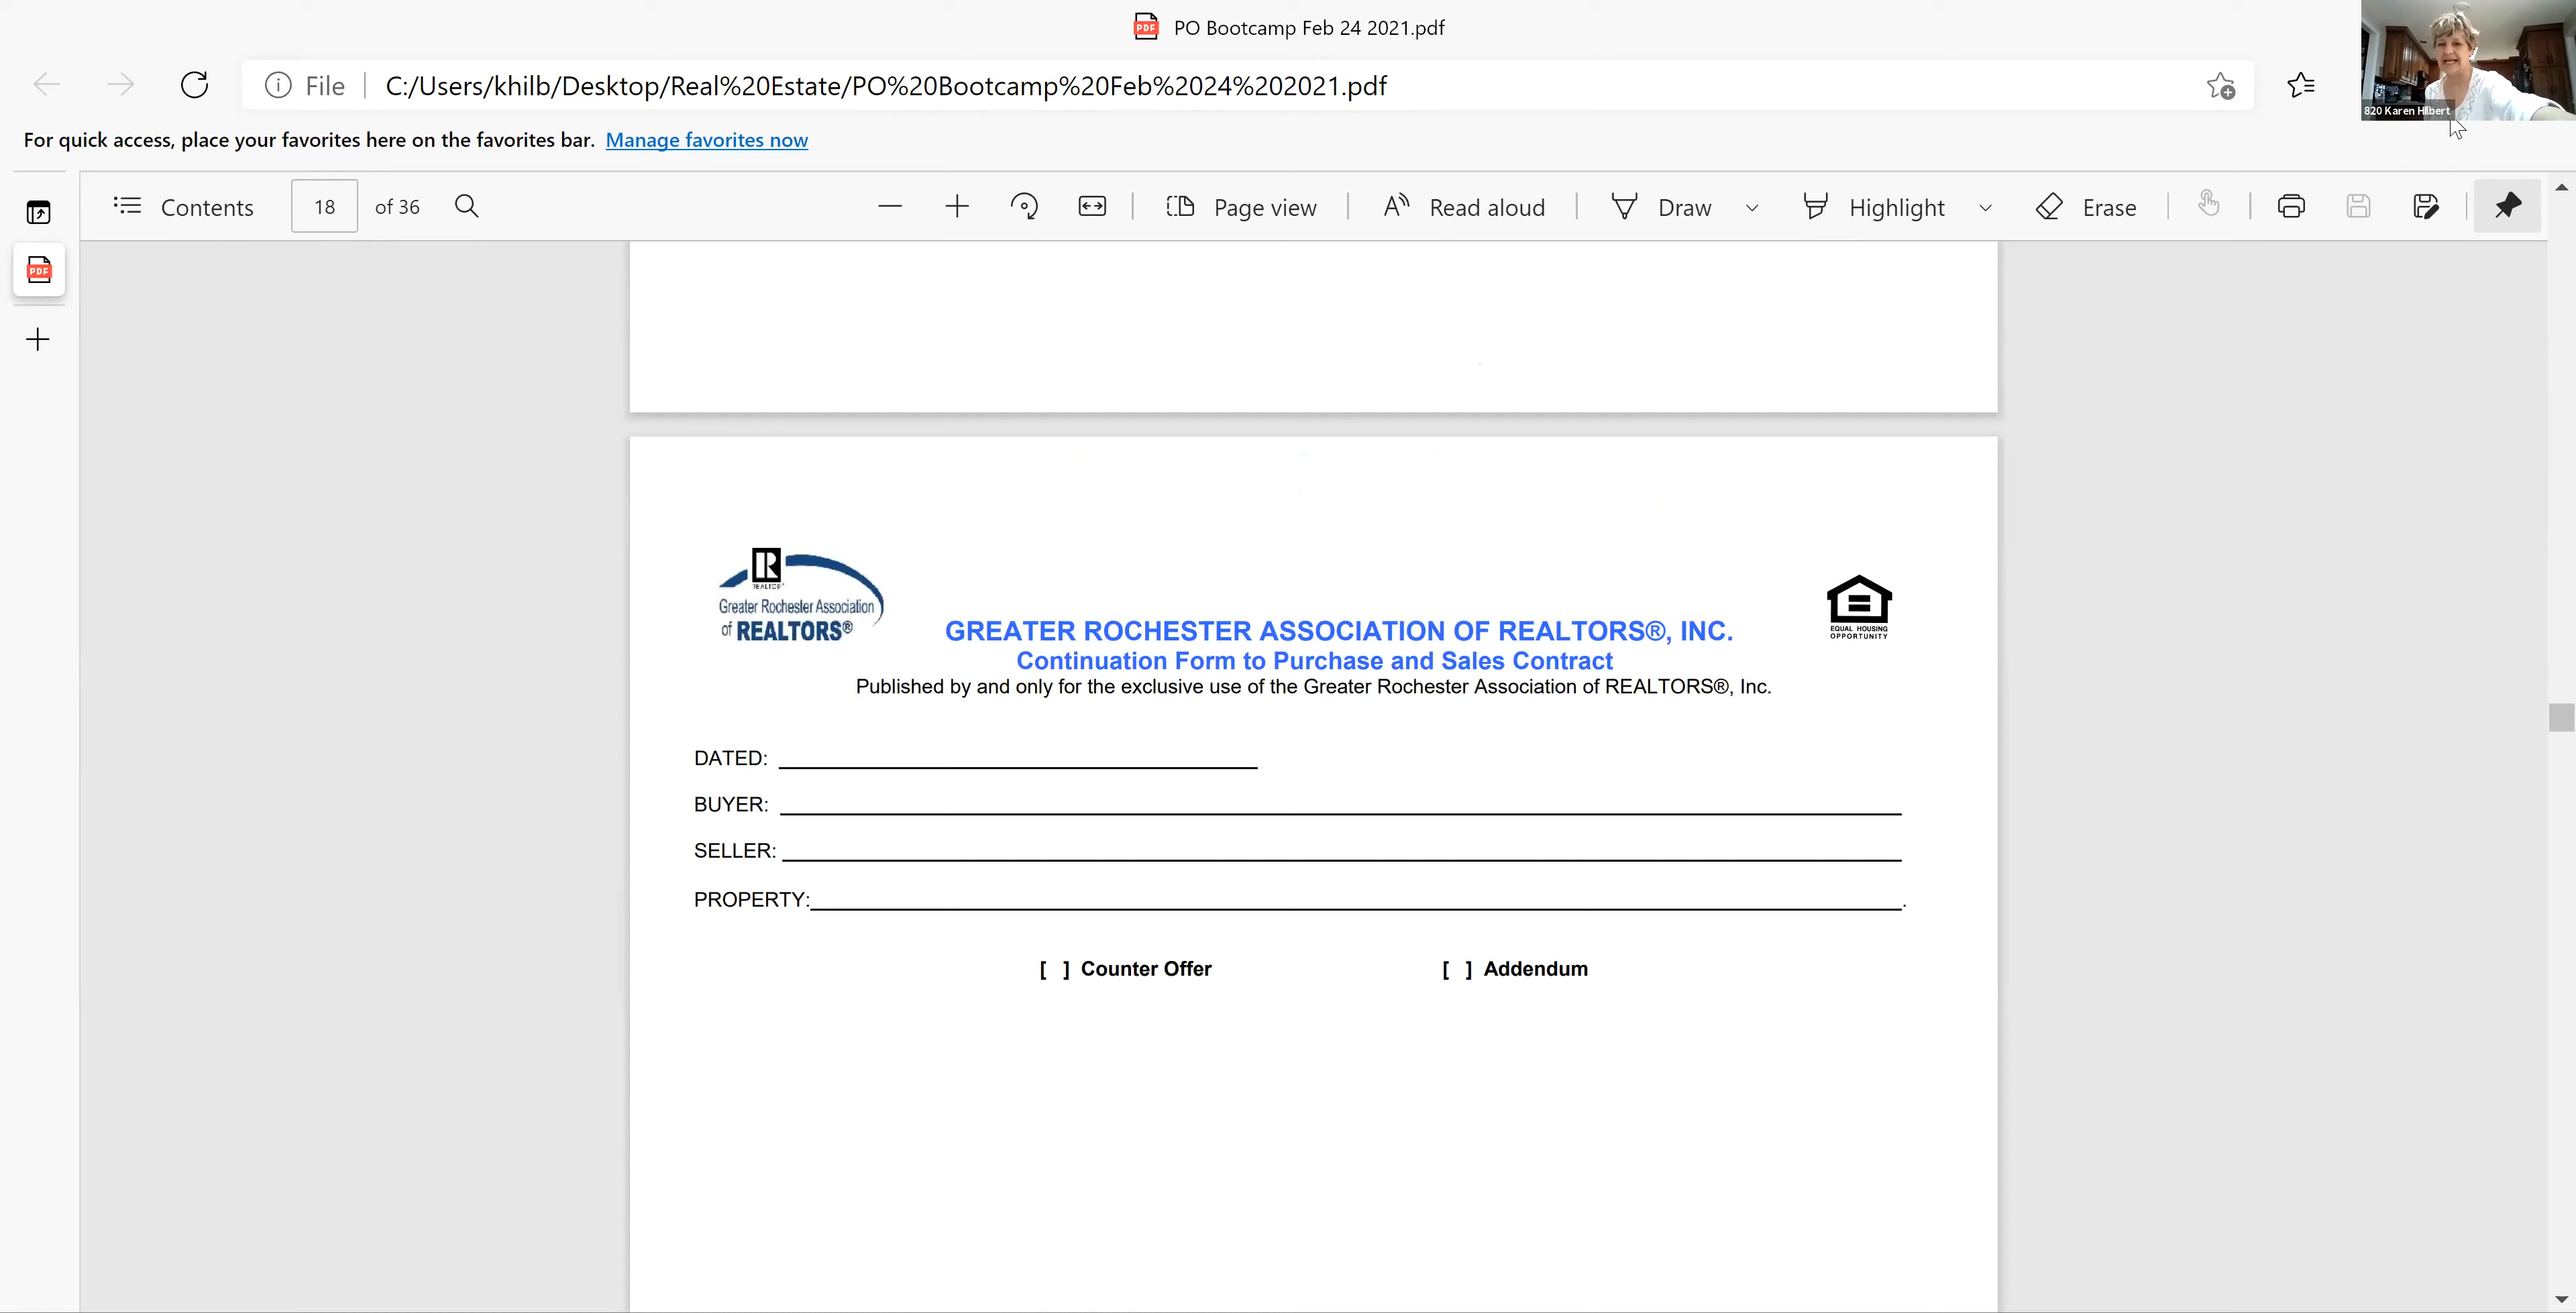 PO Bootcamp Feb 24 2021.pdf
File C:/Users/khilb/Desktop/Real%20Estate/PO%20Bootcamp%20Feb%2024%202021.pdf
820 Karen Hilbert
For quick access, place your favorites here on the favorites bar. Manage favorites now
Contents 18 of 36 Page view Read aloud Draw Highlight Erase
PDF
REALTOR®
Greater Rochester Association
of REALTORS®
EQUAL HOUSING
OPPORTUNITY
GREATER ROCHESTER ASSOCIATION OF REALTORS®, INC.
Continuation Form to Purchase and Sales Contract
Published by and only for the exclusive use of the Greater Rochester Association of REALTORS®, Inc.
DATED:
BUYER:
SELLER:
PROPERTY: .
[ ] Counter Offer [ ] Addendum